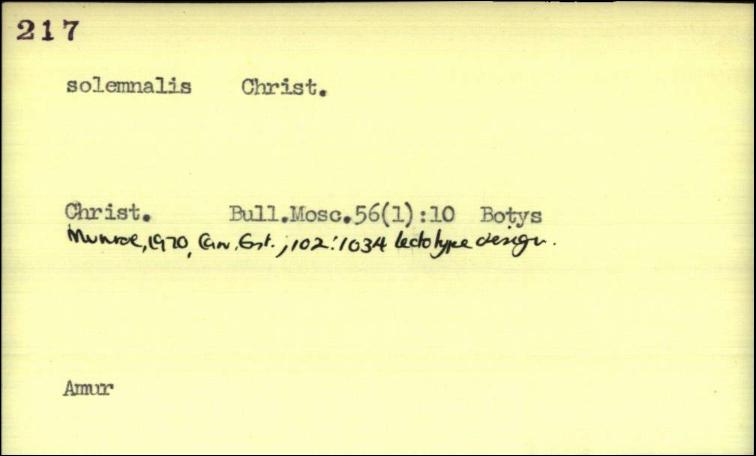 217
solemnalis Christ.
Christ. Bull.Mosc.56(1):10 Botys
Munroe, 1970, Can. Ent., 102:1034 lectotype design.
Amur